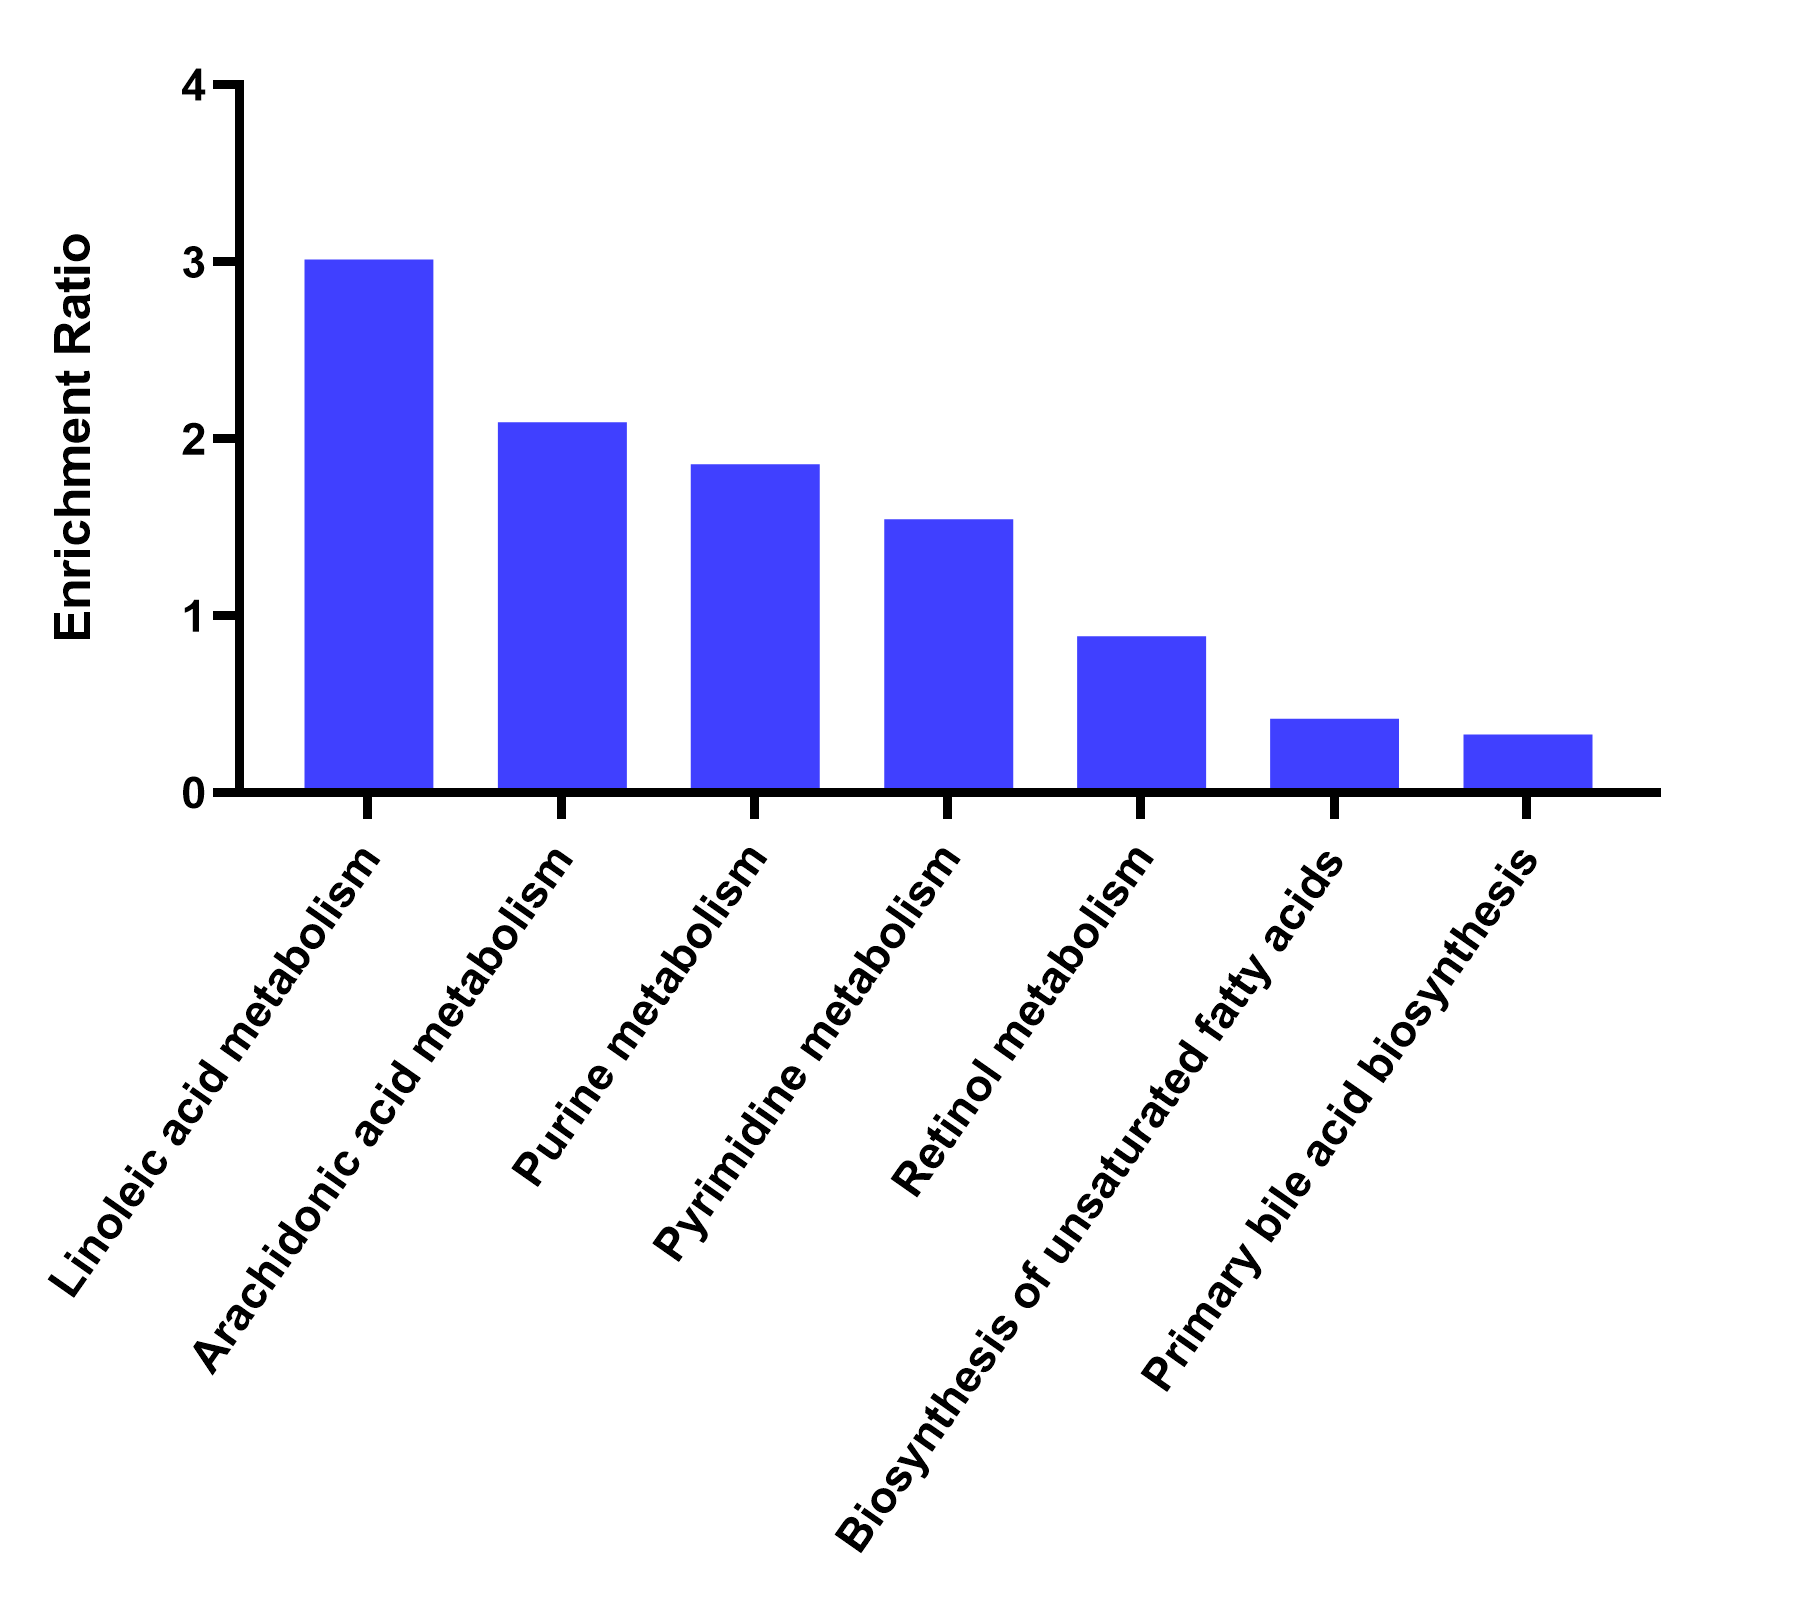 Enrichment Ratio
4
3
2
1
0
Linoleic acid metabolism
Arachidonic acid metabolism
Purine metabolism
Pyrimidine metabolism
Retinol metabolism
Biosynthesis of unsaturated fatty acids
Primary bile acid biosynthesis